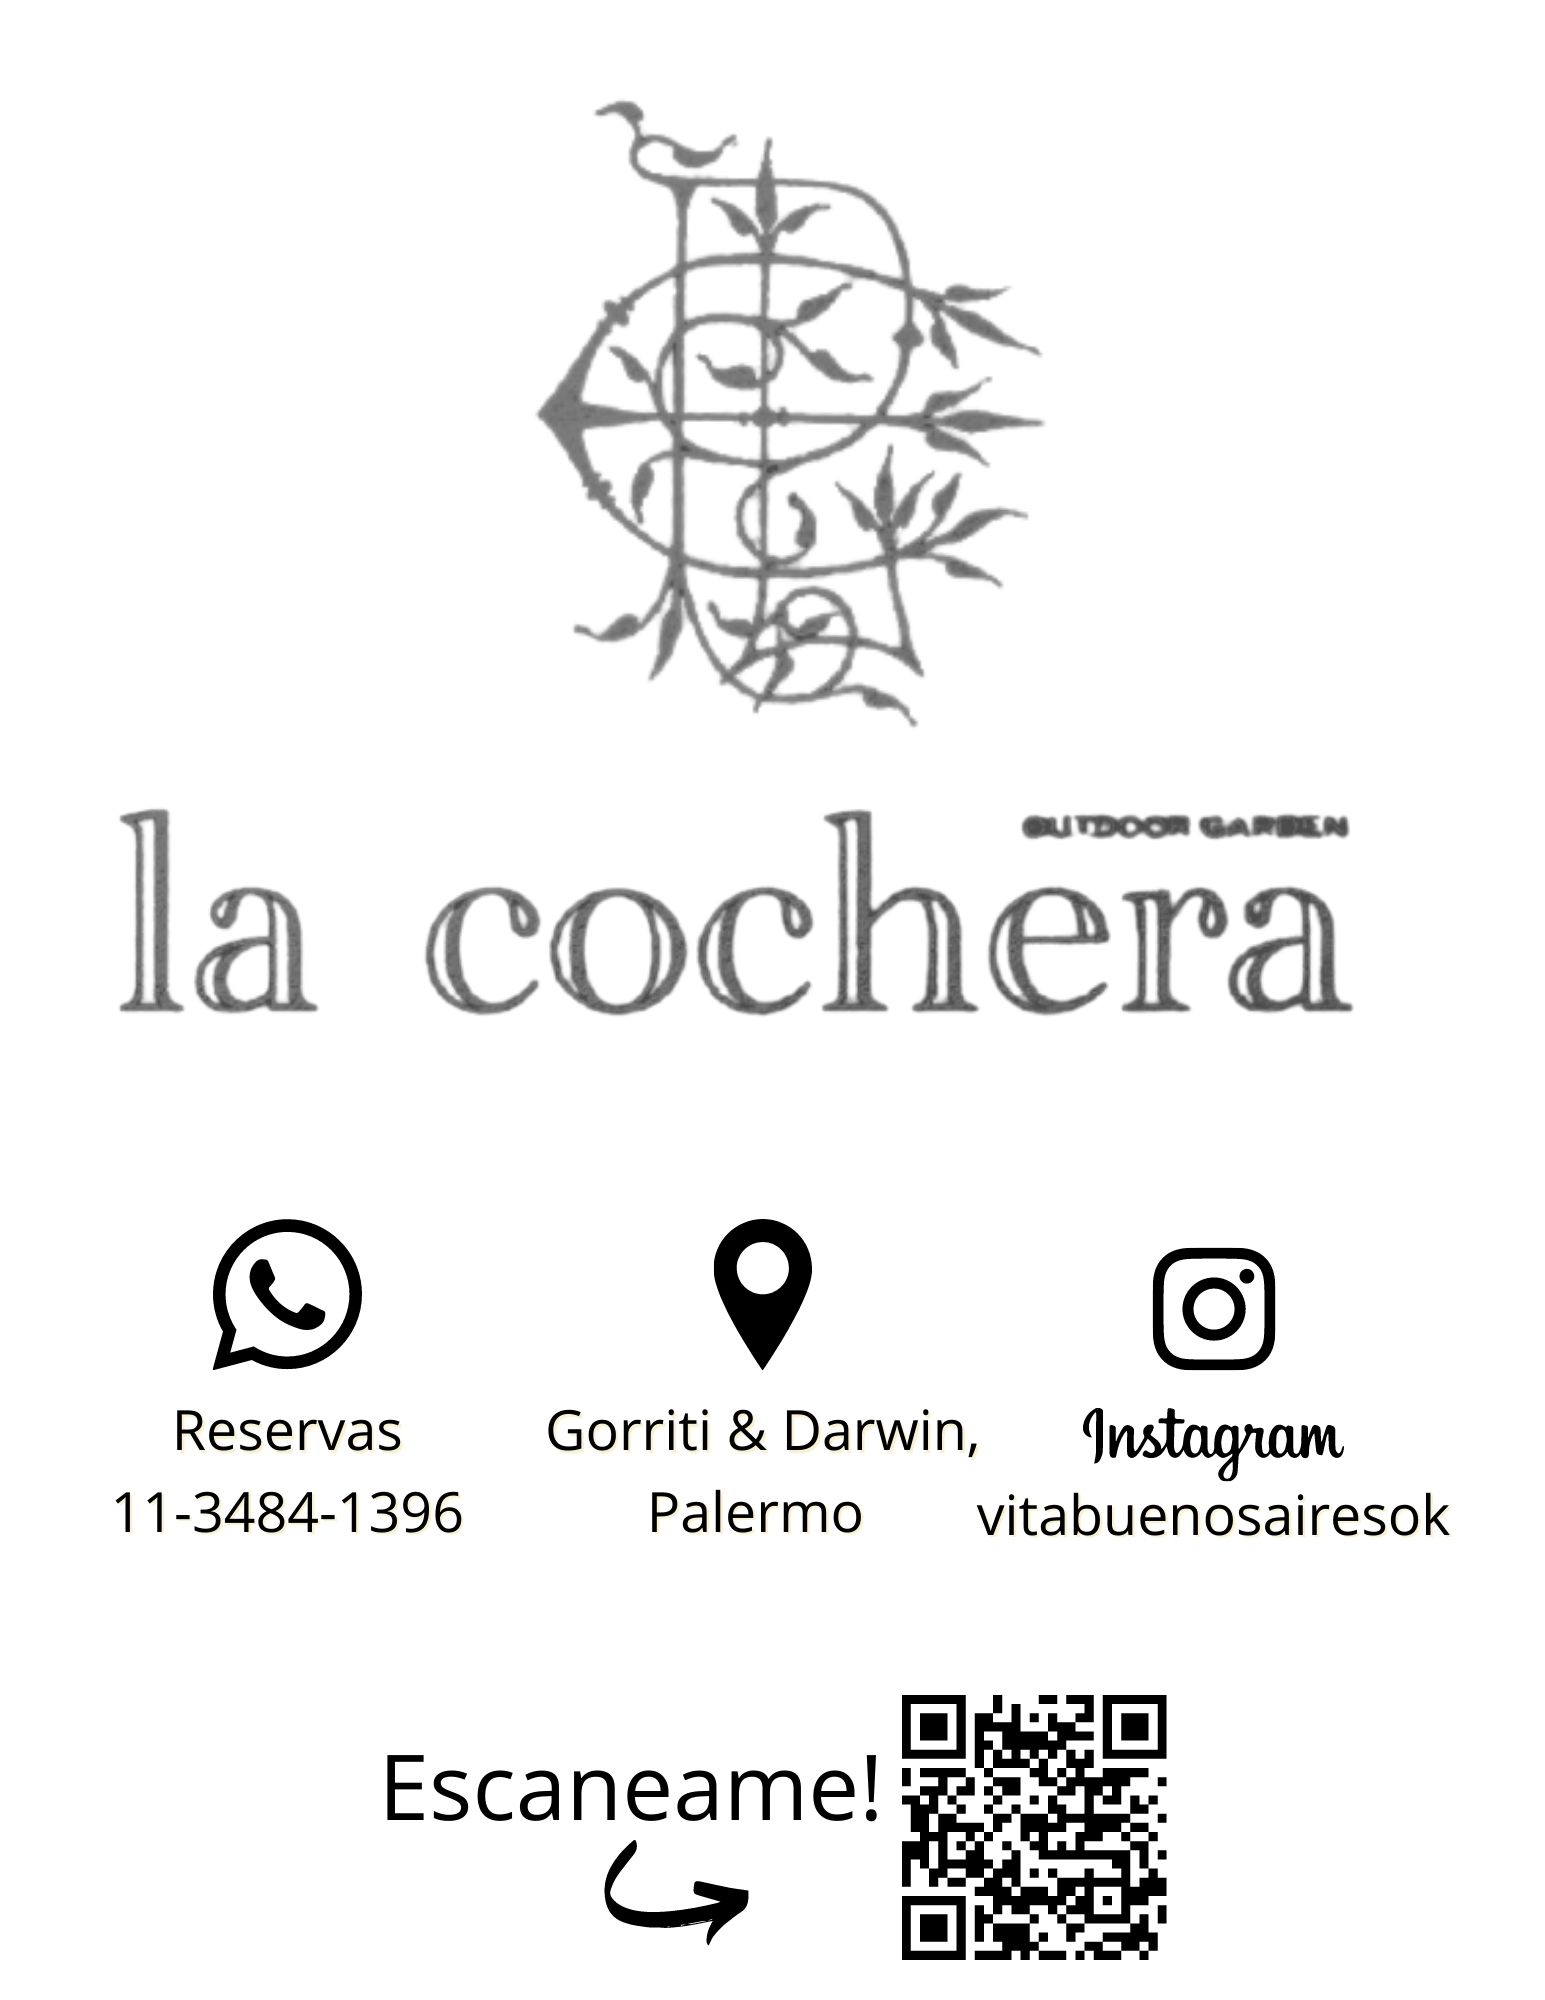 OUTDOOR GARDEN
la cochera
Reservas
11-3484-1396
Gorriti & Darwin,
Palermo
Instagram
vitabuenosairesok
Escaneame!